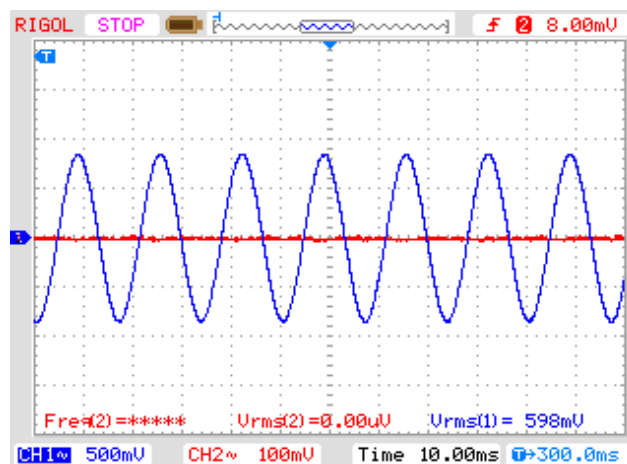 RIGOL STOP T f 2 8.00mV
T
1
Freq(2)=***** Vrms(2)=0.00uV Vrms(1)= 598mV
CH1~ 500mV CH2~ 100mV Time 10.00ms T→300.0ms